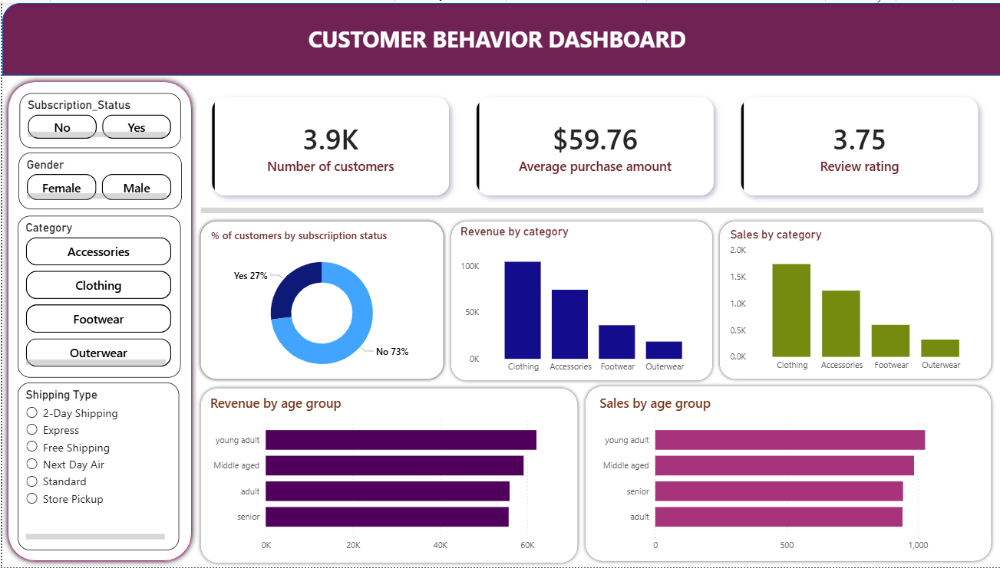 CUSTOMER BEHAVIOR DASHBOARD
Subscription_Status
No Yes
Gender
Female Male
Category
Accessories
Clothing
Footwear
Outerwear
Shipping Type
2-Day Shipping
Express
Free Shipping
Next Day Air
Standard
Store Pickup
3.9K
Number of customers
$59.76
Average purchase amount
3.75
Review rating
% of customers by subscriiption status
Yes 27%
No 73%
Revenue by category
100K
50K
0K
Clothing Accessories Footwear Outerwear
Sales by category
2.0K
1.5K
1.0K
0.5K
0.0K
Clothing Accessories Footwear Outerwear
Revenue by age group
young adult
Middle aged
adult
senior
0K 20K 40K 60K
Sales by age group
young adult
Middle aged
senior
adult
0 500 1,000